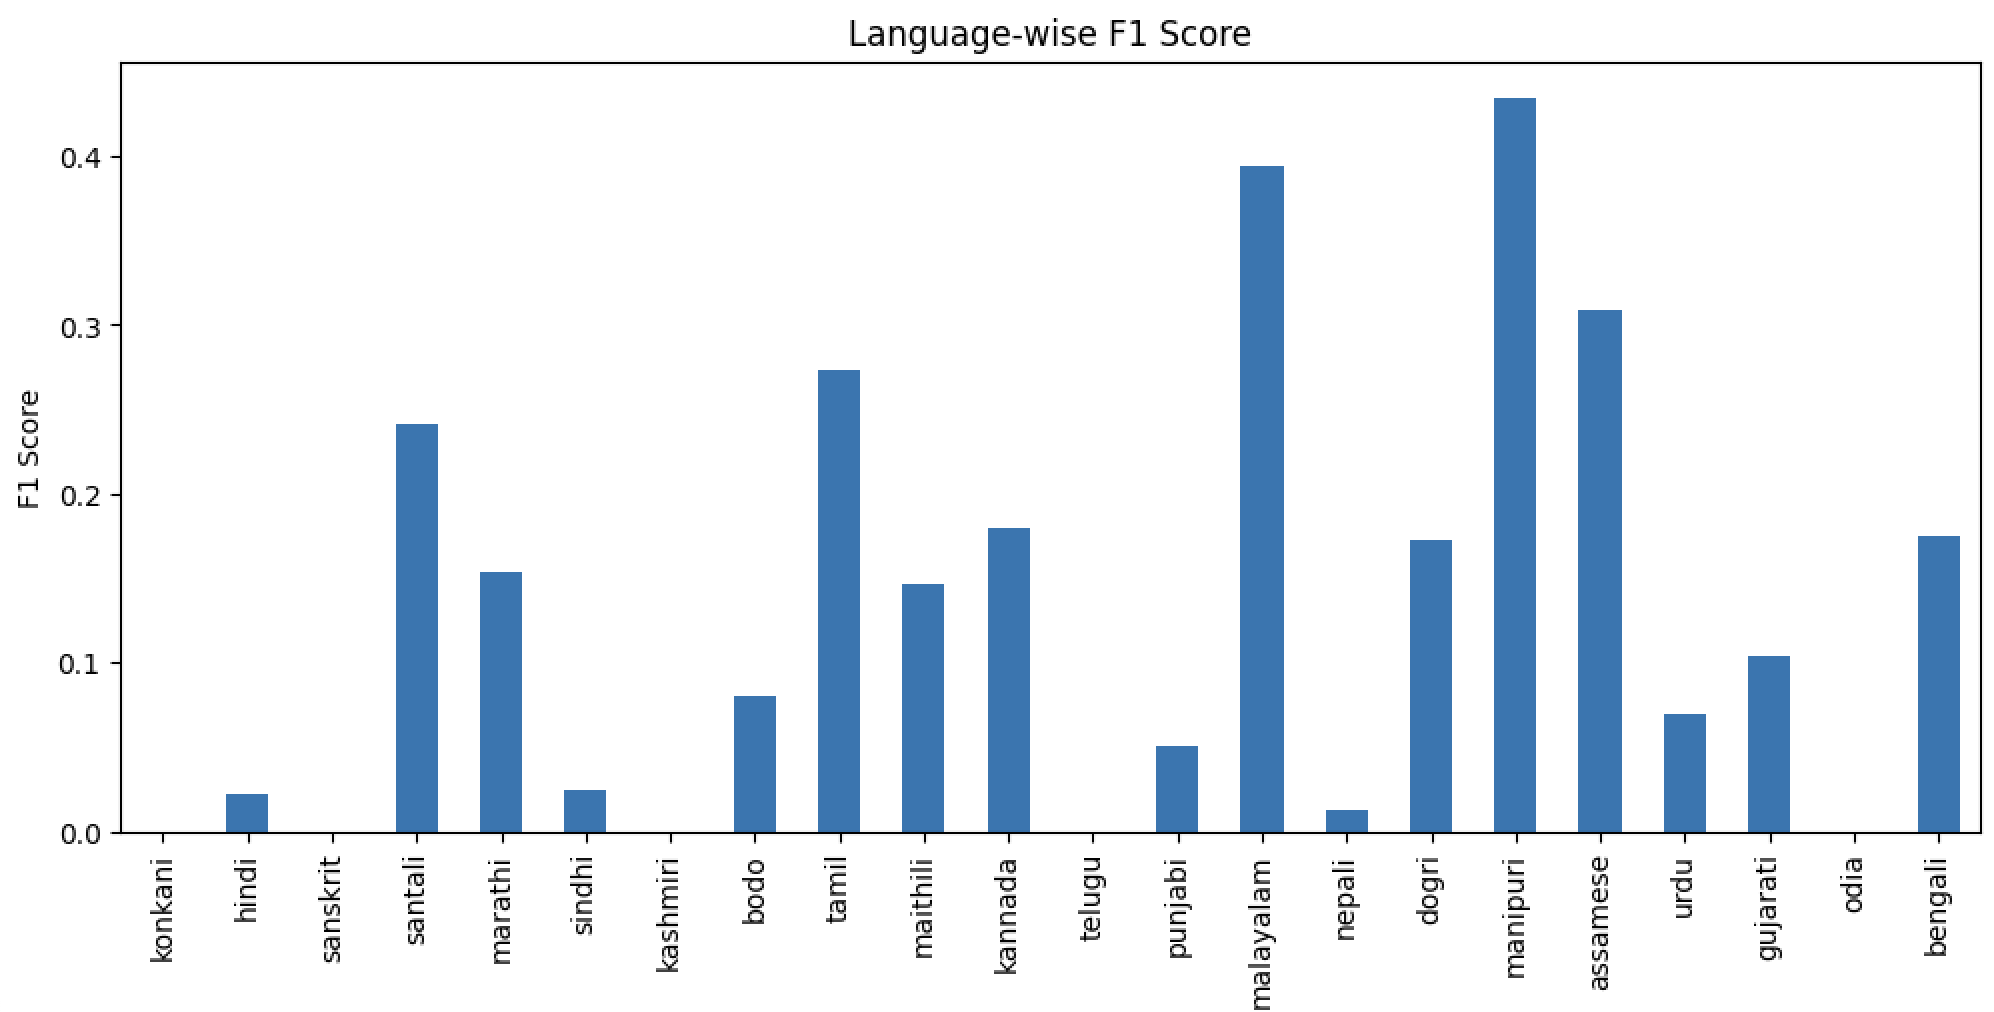 Language-wise F1 Score
F1 Score
0.4
0.3
0.2
0.1
0.0
konkani
hindi
sanskrit
santali
marathi
sindhi
kashmiri
bodo
tamil
maithili
kannada
telugu
punjabi
malayalam
nepali
dogri
manipuri
assamese
urdu
gujarati
odia
bengali